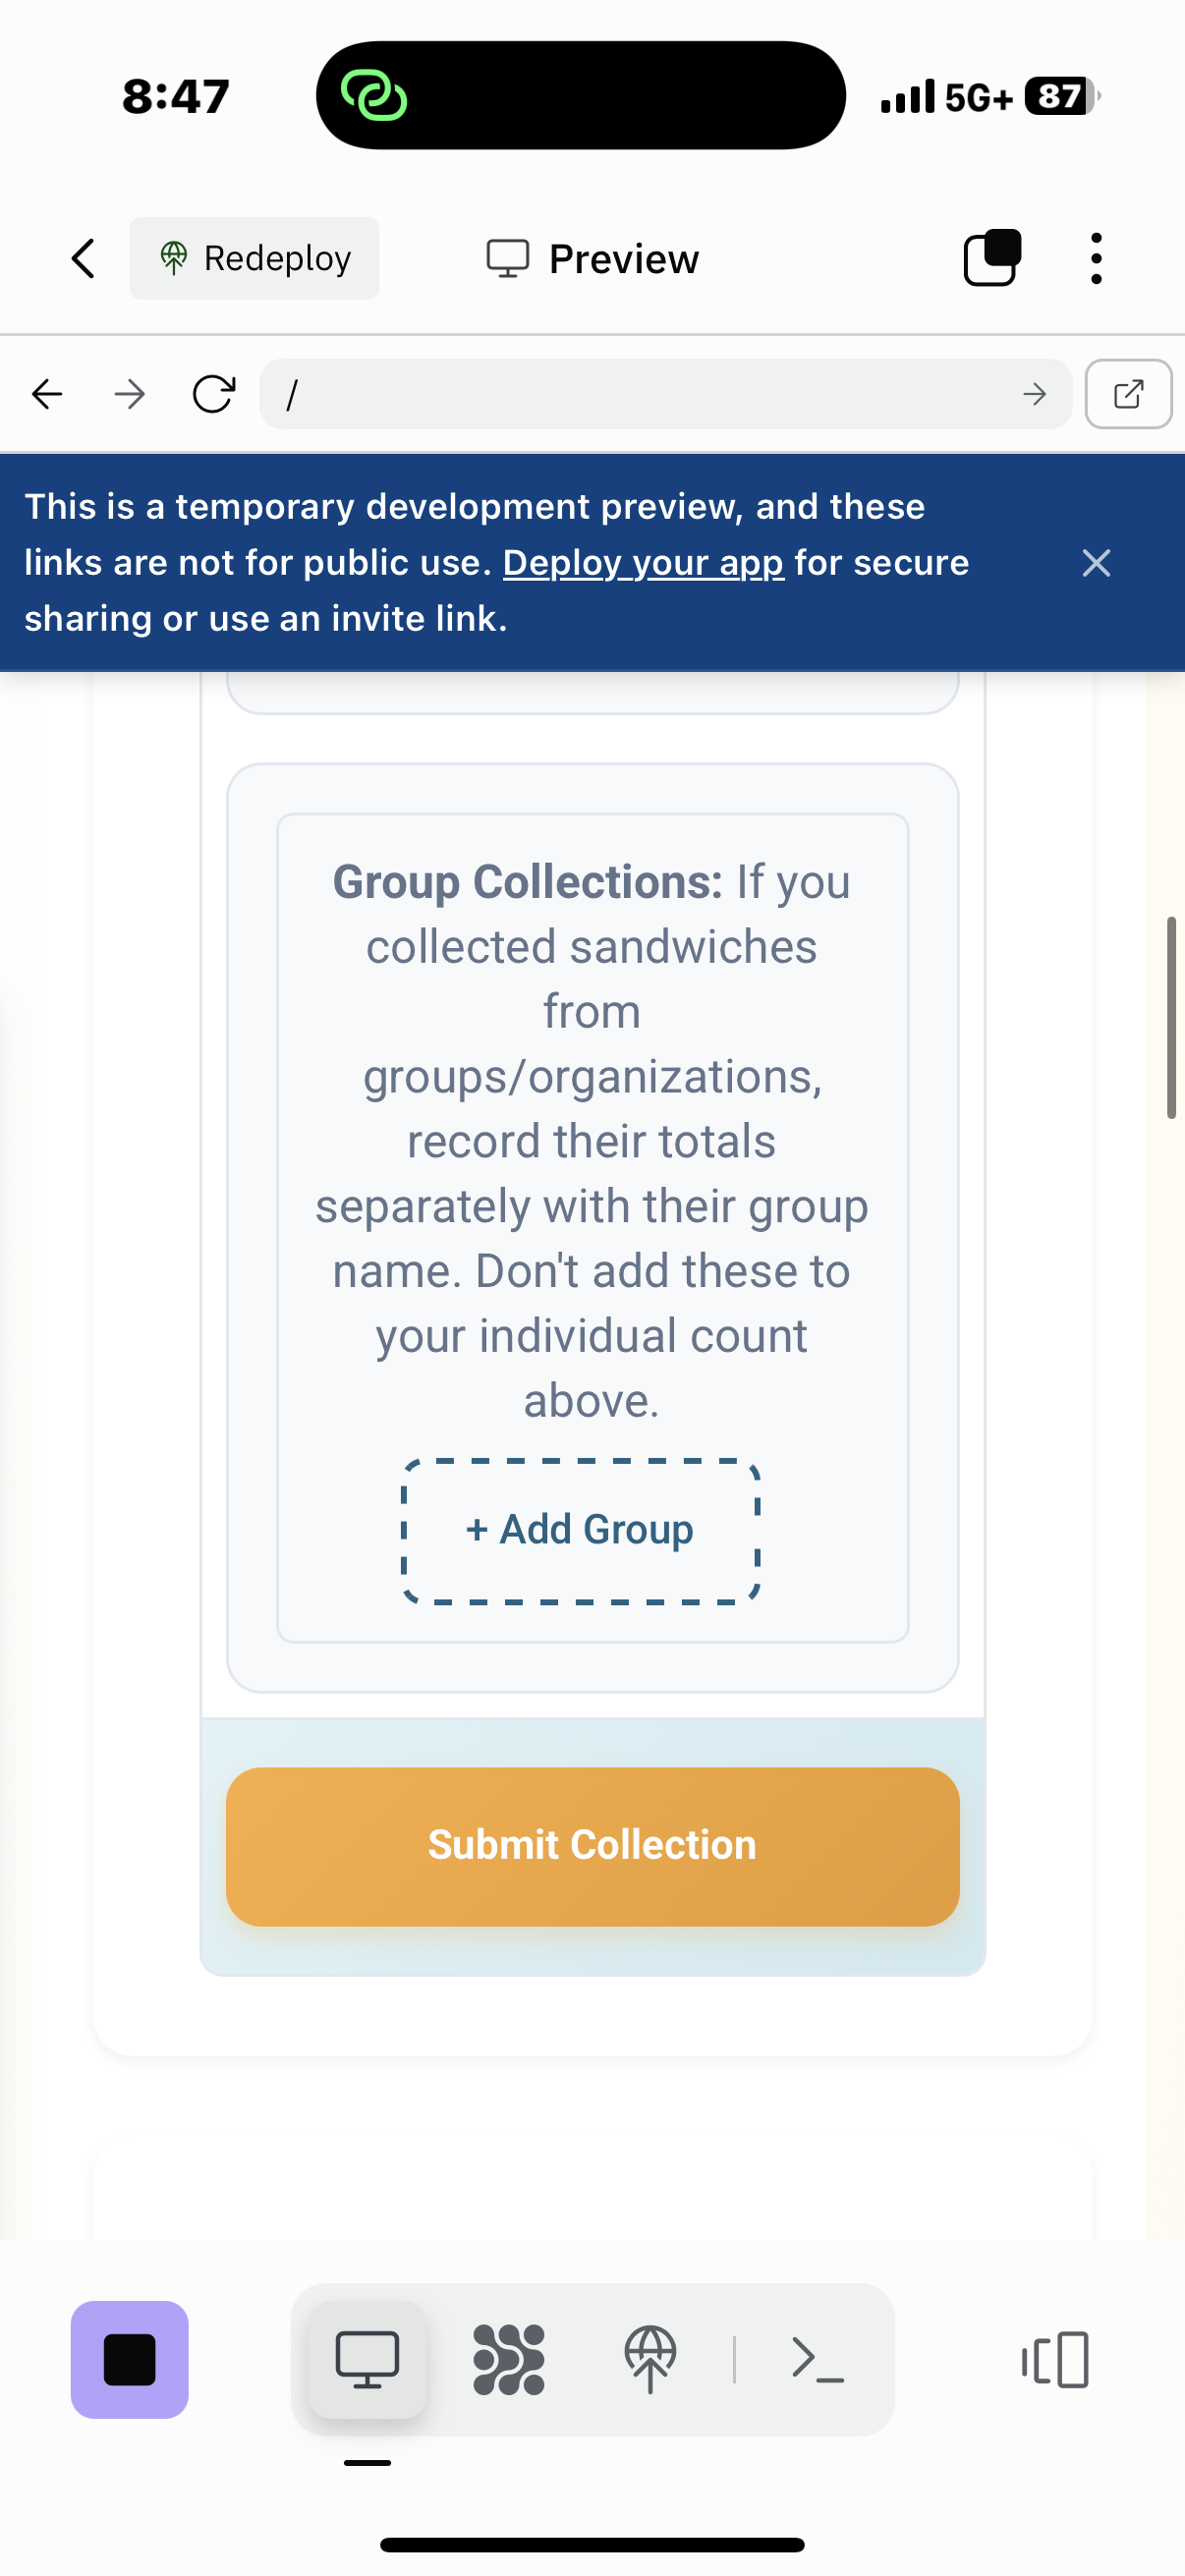 8:47
5G+ 87
Redeploy
Preview
/
This is a temporary development preview, and these
links are not for public use. Deploy your app for secure
sharing or use an invite link.
Group Collections: If you
collected sandwiches
from
groups/organizations,
record their totals
separately with their group
name. Don't add these to
your individual count
above.
+ Add Group
Submit Collection